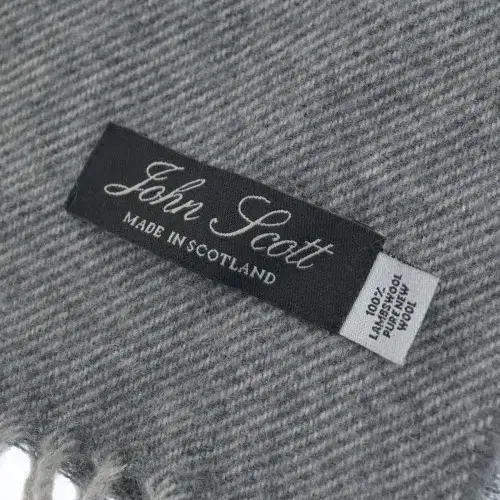 John Scott
MADE IN SCOTLAND
100%
LAMBSWOOL
PURE NEW
WOOL